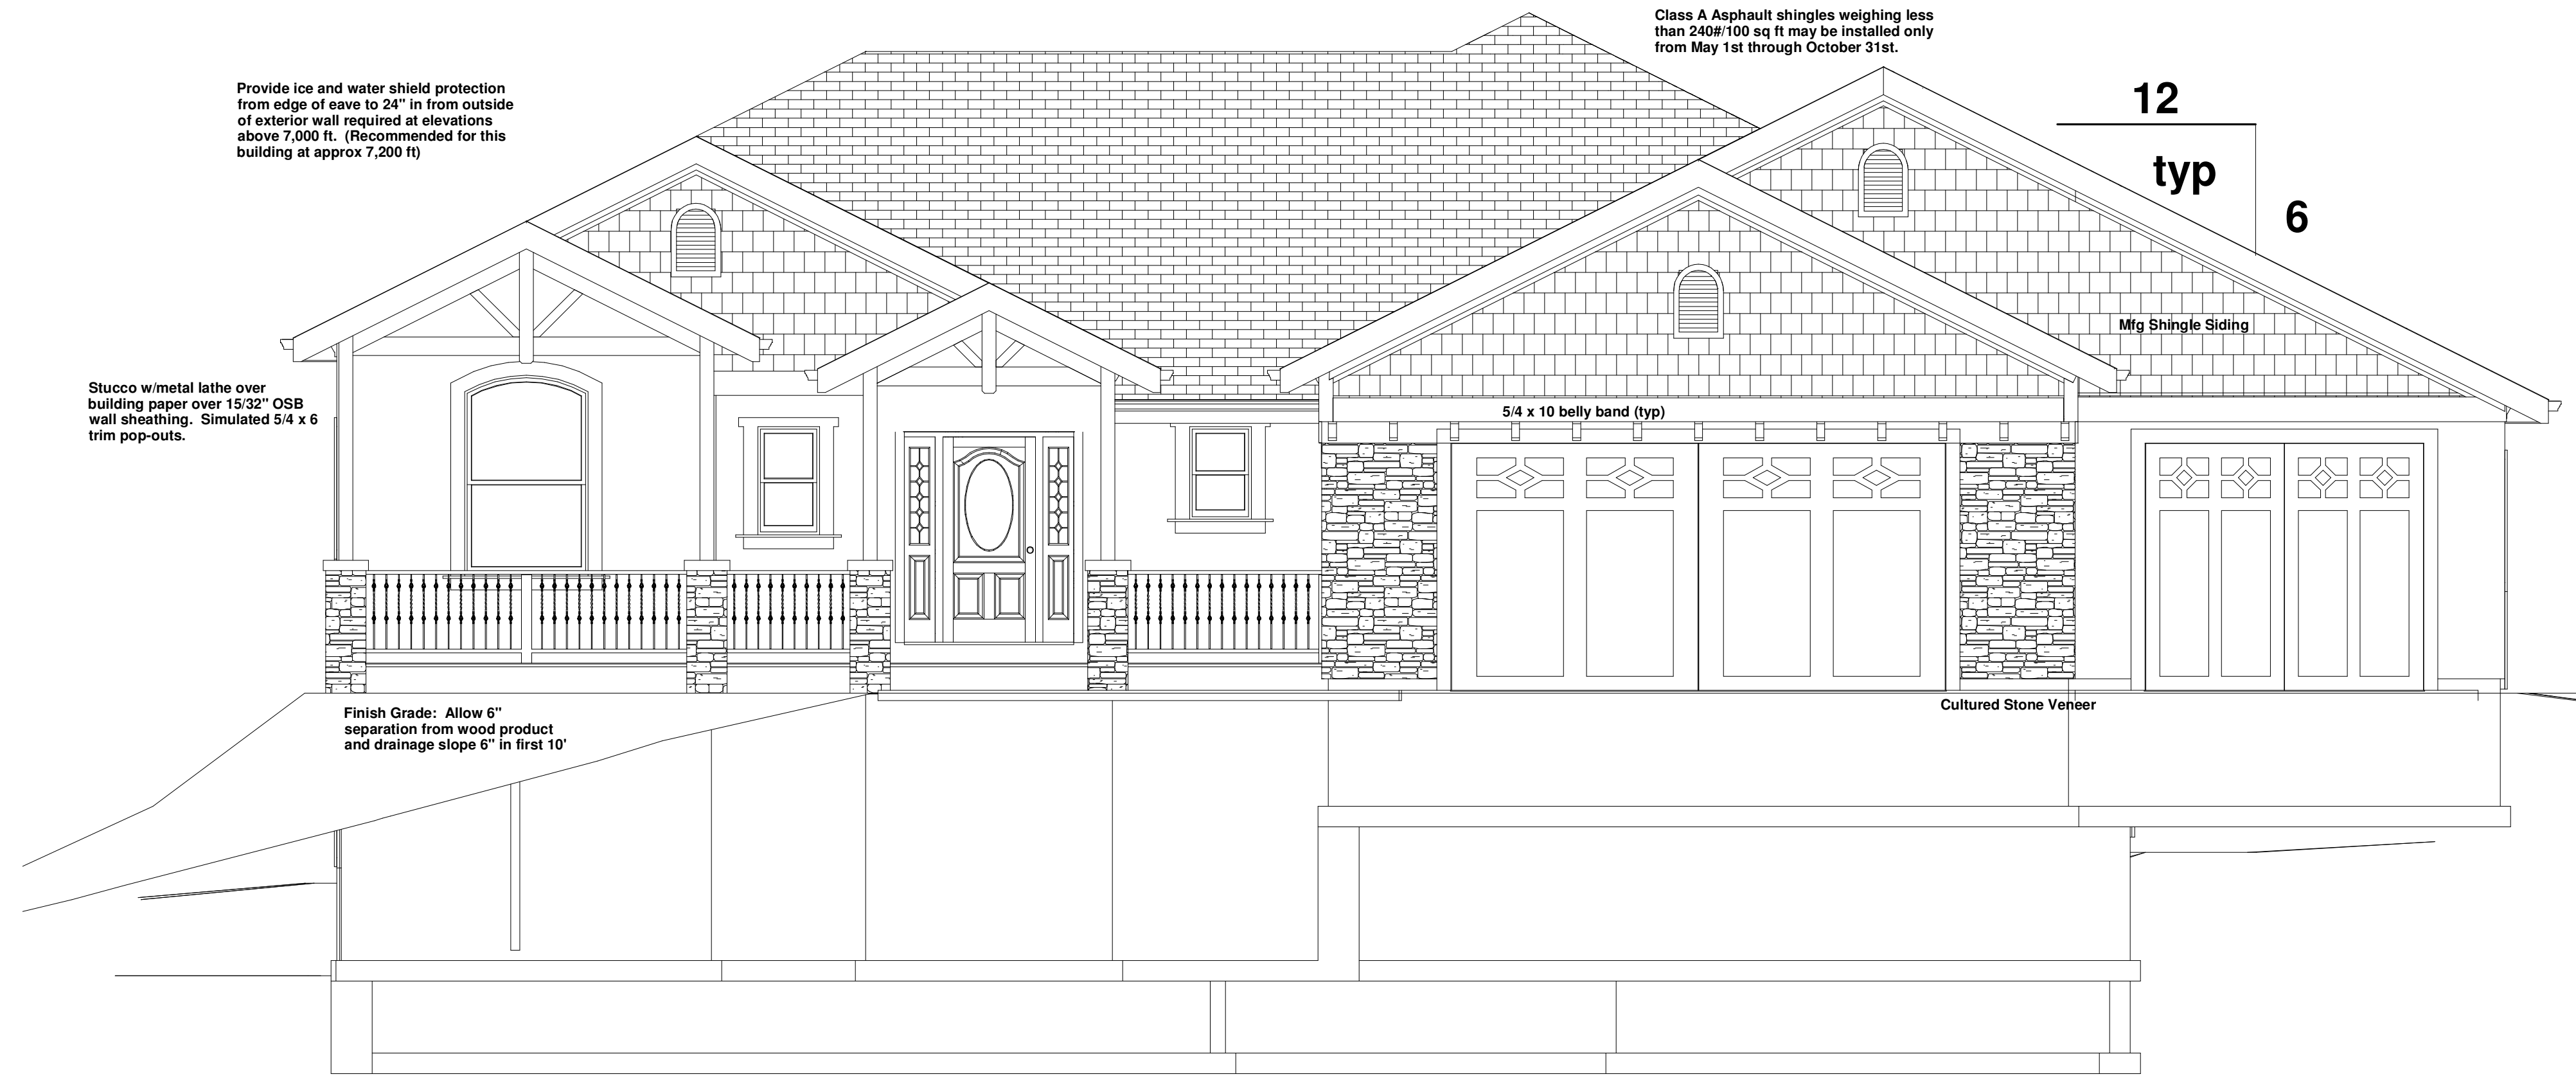 Class A Asphault shingles weighing less
than 240#/100 sq ft may be installed only
from May 1st through October 31st.
Provide ice and water shield protection
from edge of eave to 24" in from outside
of exterior wall required at elevations
above 7,000 ft.  (Recommended for this
building at approx 7,200 ft)
12
typ
6
Mfg Shingle Siding
Stucco w/metal lathe over
building paper over 15/32" OSB
wall sheathing.  Simulated 5/4 x 6
trim pop-outs.
5/4 x 10 belly band (typ)
Cultured Stone Veneer
Finish Grade:  Allow 6"
separation from wood product
and drainage slope 6" in first 10'